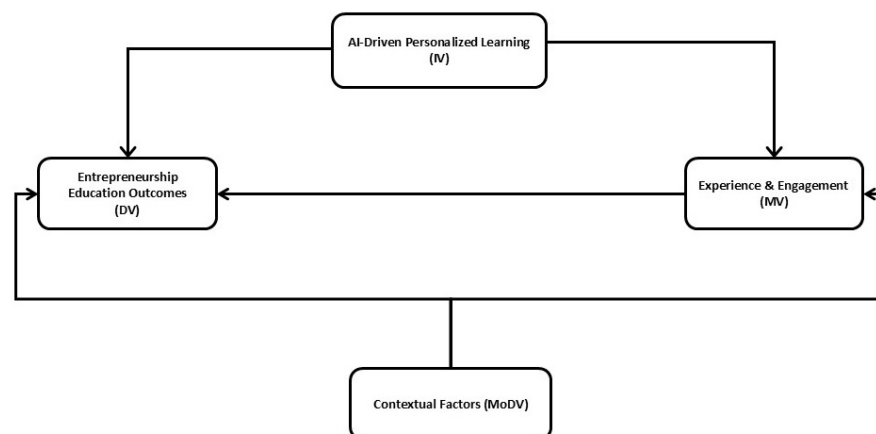 AI-Driven Personalized Learning
(IV)
Entrepreneurship
Education Outcomes
(DV)
Experience & Engagement
(MV)
Contextual Factors (MoDV)